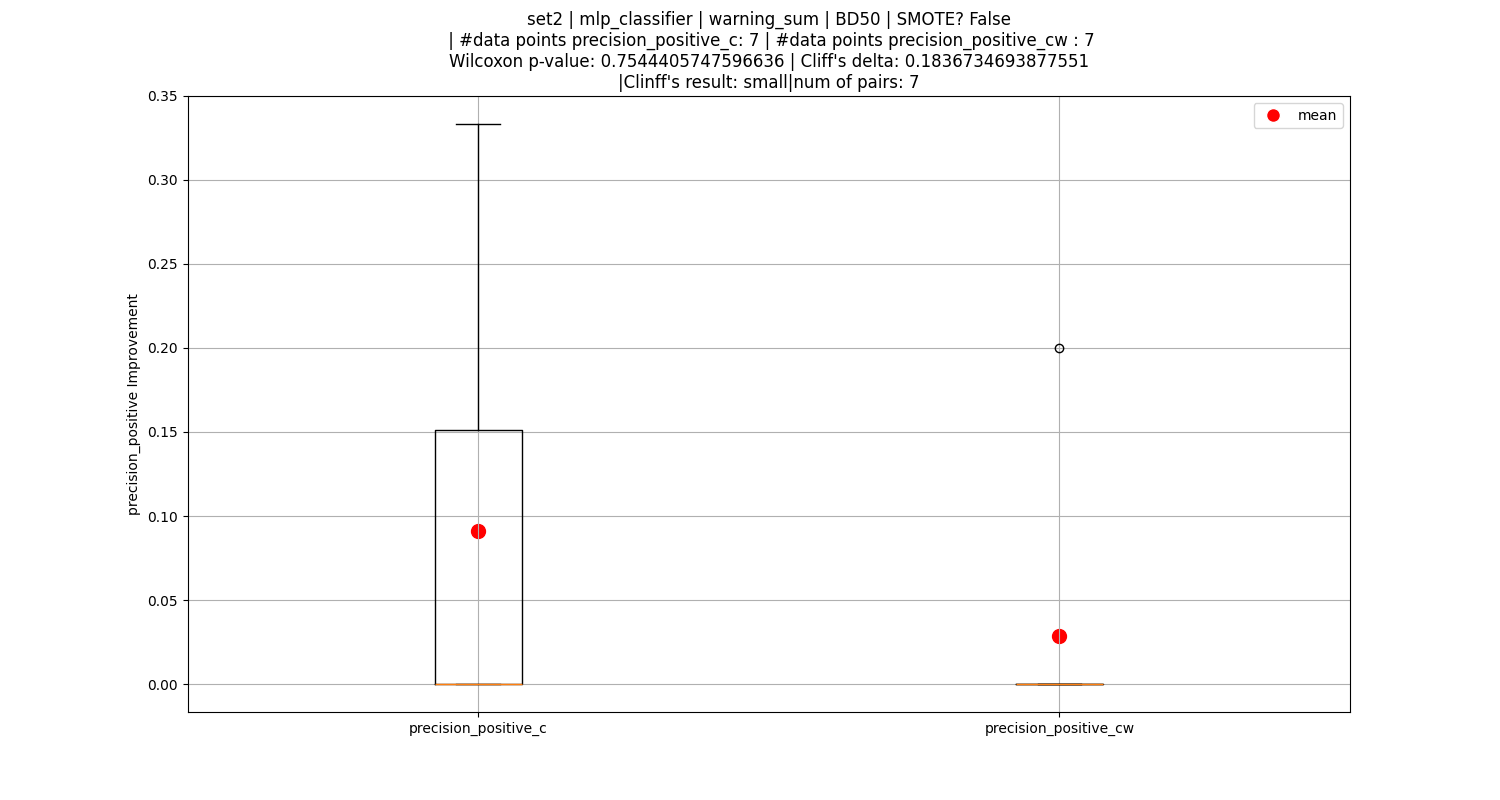 set2 | mlp_classifier | warning_sum | BD50 | SMOTE? False
| #data points precision_positive_c: 7 | #data points precision_positive_cw : 7
Wilcoxon p-value: 0.7544405747596636 | Cliff's delta: 0.1836734693877551
|Clinff's result: small|num of pairs: 7
mean
precision_positive Improvement
0.35
0.30
0.25
0.20
0.15
0.10
0.05
0.00
precision_positive_c
precision_positive_cw